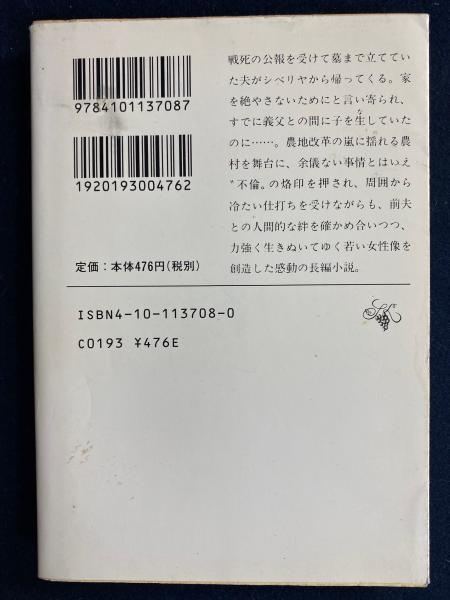 9784101137087
1920193004762
定価：本体476円(税別)
戦死の公報を受けて墓まで立ててい
た夫がシベリヤから帰ってくる。家
を絶やさないためにと言い寄られ、
すでに義父との間に子を生していた
のに……。農地改革の嵐に揺れる農
村を舞台に、余儀ない事情とはいえ
〝不倫〟の烙印を押され、周囲から
冷たい仕打ちを受けながらも、前夫
との人間的な絆を確かめ合いつつ、
力強く生きぬいてゆく若い女性像を
創造した感動の長編小説。
ISBN4-10-113708-0
C0193 ¥476E